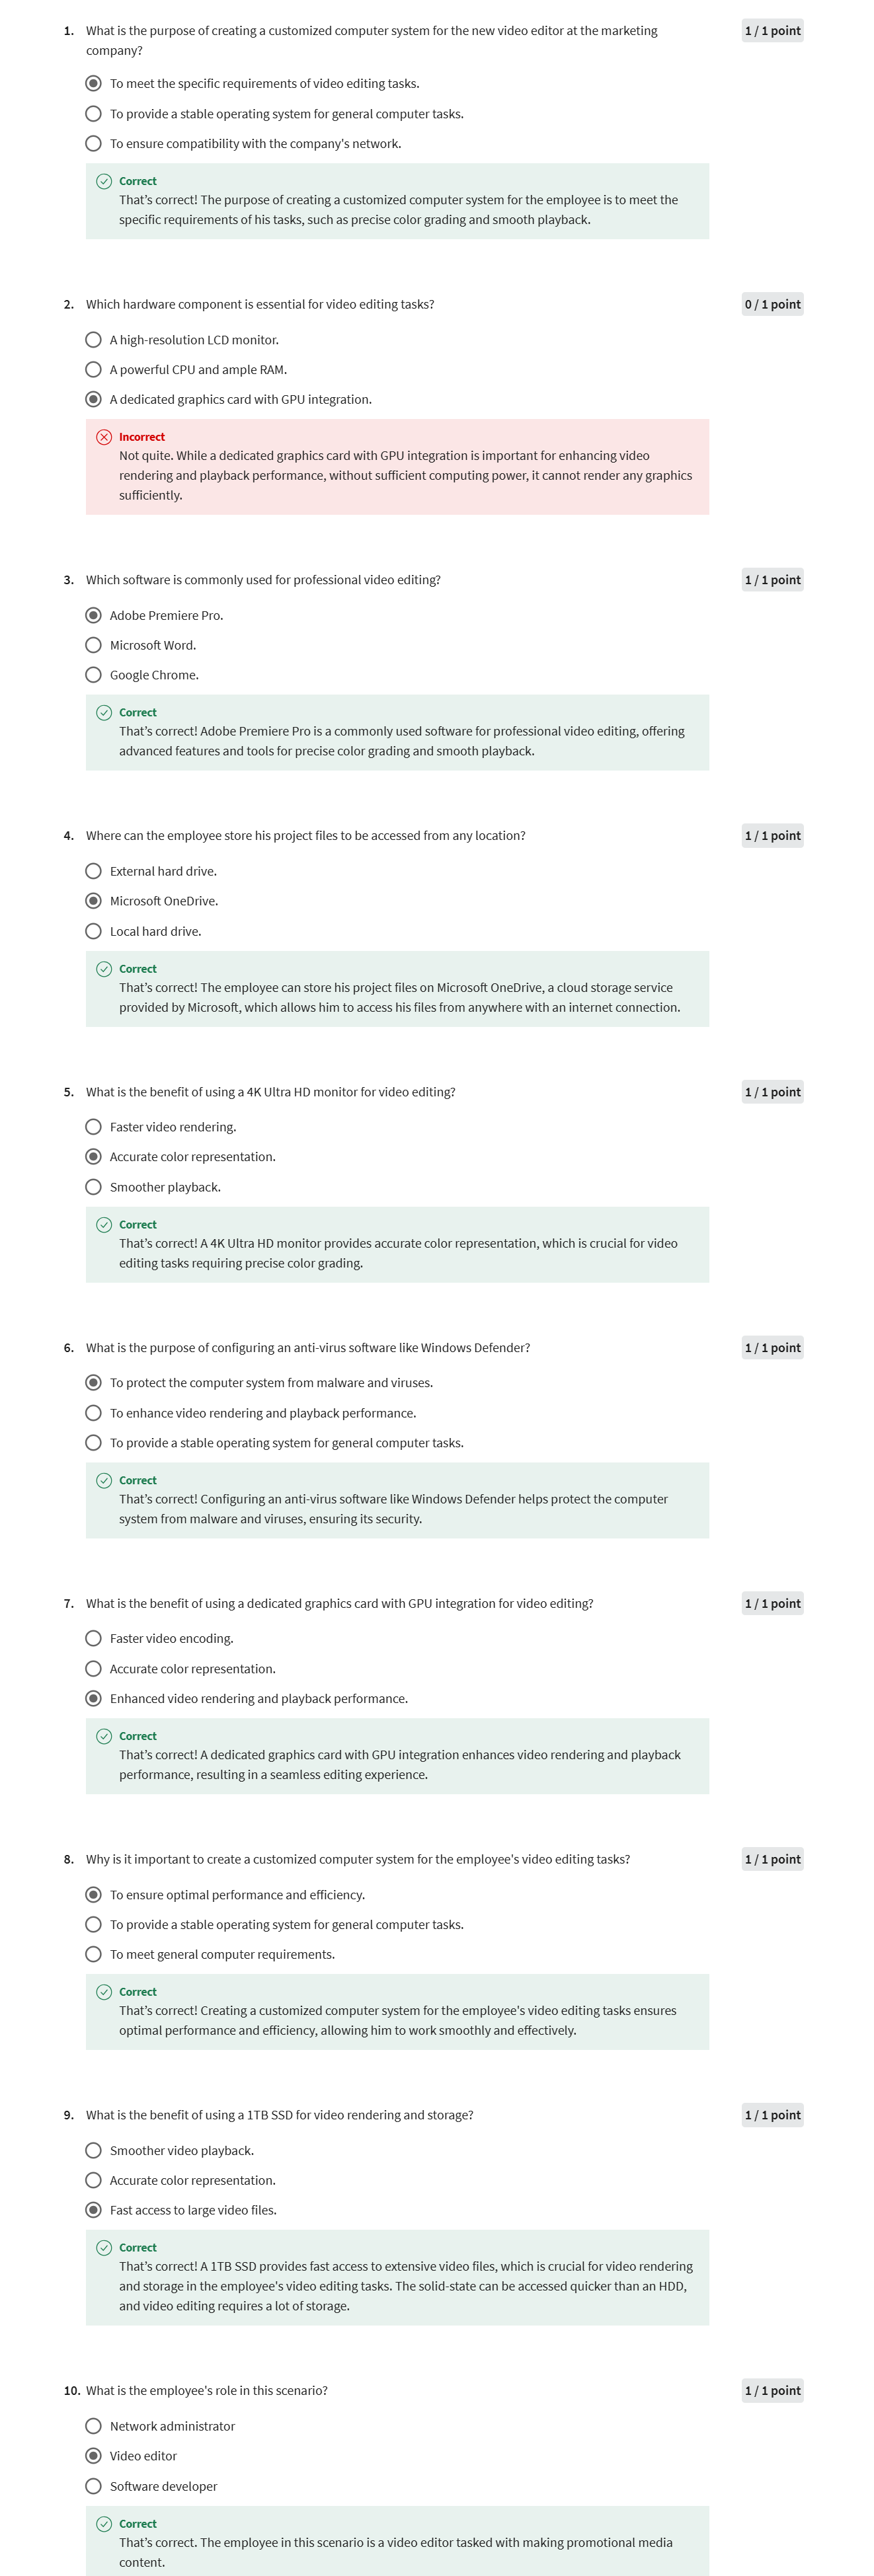 1. What is the purpose of creating a customized computer system for the new video editor at the marketing 1 / 1 point
company?
To meet the specific requirements of video editing tasks.
To provide a stable operating system for general computer tasks.
To ensure compatibility with the company's network.
Correct
That's correct! The purpose of creating a customized computer system for the employee is to meet the
specific requirements of his tasks, such as precise color grading and smooth playback.
2. Which hardware component is essential for video editing tasks? 0 / 1 point
A high-resolution LCD monitor.
A powerful CPU and ample RAM.
A dedicated graphics card with GPU integration.
Incorrect
Not quite. While a dedicated graphics card with GPU integration is important for enhancing video
rendering and playback performance, without sufficient computing power, it cannot render any graphics
sufficiently.
3. Which software is commonly used for professional video editing? 1 / 1 point
Adobe Premiere Pro.
Microsoft Word.
Google Chrome.
Correct
That's correct! Adobe Premiere Pro is a commonly used software for professional video editing, offering
advanced features and tools for precise color grading and smooth playback.
4. Where can the employee store his project files to be accessed from any location? 1 / 1 point
External hard drive.
Microsoft OneDrive.
Local hard drive.
Correct
That's correct! The employee can store his project files on Microsoft OneDrive, a cloud storage service
provided by Microsoft, which allows him to access his files from anywhere with an internet connection.
5. What is the benefit of using a 4K Ultra HD monitor for video editing? 1 / 1 point
Faster video rendering.
Accurate color representation.
Smoother playback.
Correct
That's correct! A 4K Ultra HD monitor provides accurate color representation, which is crucial for video
editing tasks requiring precise color grading.
6. What is the purpose of configuring an anti-virus software like Windows Defender? 1 / 1 point
To protect the computer system from malware and viruses.
To enhance video rendering and playback performance.
To provide a stable operating system for general computer tasks.
Correct
That's correct! Configuring an anti-virus software like Windows Defender helps protect the computer
system from malware and viruses, ensuring its security.
7. What is the benefit of using a dedicated graphics card with GPU integration for video editing? 1 / 1 point
Faster video encoding.
Accurate color representation.
Enhanced video rendering and playback performance.
Correct
That's correct! A dedicated graphics card with GPU integration enhances video rendering and playback
performance, resulting in a seamless editing experience.
8. Why is it important to create a customized computer system for the employee's video editing tasks? 1 / 1 point
To ensure optimal performance and efficiency.
To provide a stable operating system for general computer tasks.
To meet general computer requirements.
Correct
That's correct! Creating a customized computer system for the employee's video editing tasks ensures
optimal performance and efficiency, allowing him to work smoothly and effectively.
9. What is the benefit of using a 1TB SSD for video rendering and storage? 1 / 1 point
Smoother video playback.
Accurate color representation.
Fast access to large video files.
Correct
That's correct! A 1TB SSD provides fast access to extensive video files, which is crucial for video rendering
and storage in the employee's video editing tasks. The solid-state can be accessed quicker than an HDD,
and video editing requires a lot of storage.
10. What is the employee's role in this scenario? 1 / 1 point
Network administrator
Video editor
Software developer
Correct
That's correct. The employee in this scenario is a video editor tasked with making promotional media
content.